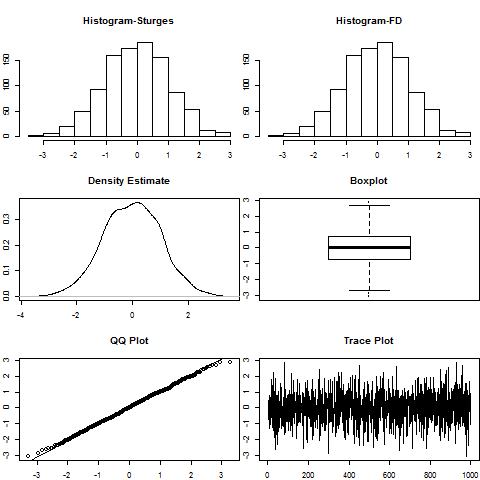 Histogram-Sturges
Histogram-FD
0 50 100 150
-3 -2 -1 0 1 2 3
0 50 100 150
-3 -2 -1 0 1 2 3
Density Estimate
Boxplot
0.0 0.1 0.2 0.3
-4 -2 0 2
-3 -2 -1 0 1 2 3
QQ Plot
Trace Plot
-3 -2 -1 0 1 2 3
-3 -2 -1 0 1 2 3
-3 -2 -1 0 1 2 3
0 200 400 600 800 1000